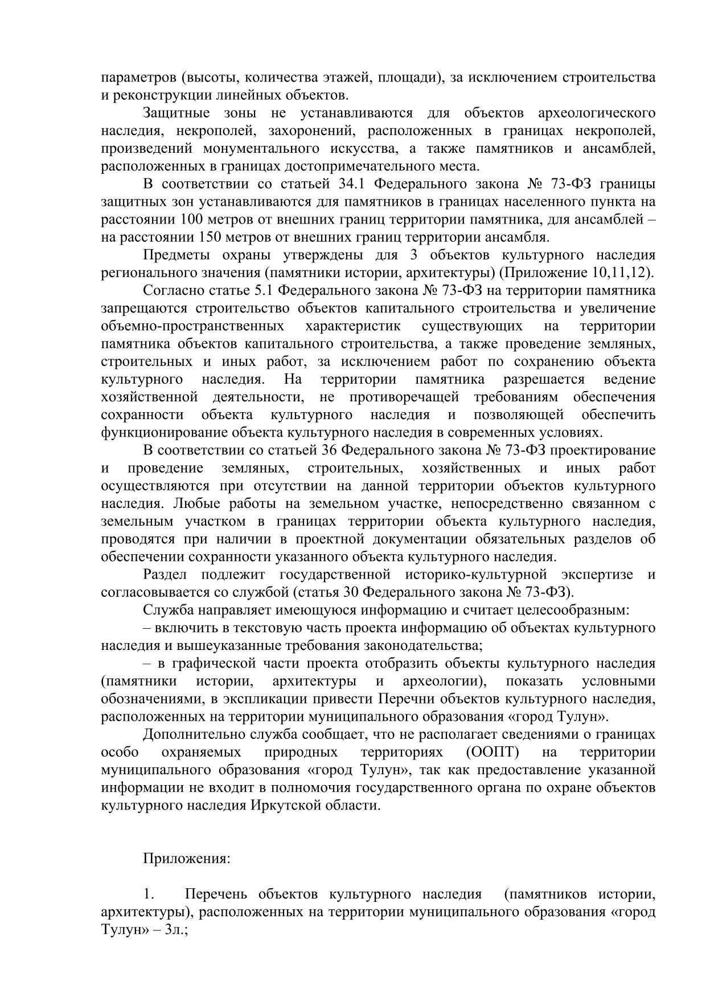 параметров (высоты, количества этажей, площади), за исключением строительства
и реконструкции линейных объектов.
Защитные зоны не устанавливаются для объектов археологического
наследия, некрополей, захоронений, расположенных в границах некрополей,
произведений монументального искусства, а также памятников и ансамблей,
расположенных в границах достопримечательного места.
В соответствии со статьей 34.1 Федерального закона № 73-ФЗ границы
защитных зон устанавливаются для памятников в границах населенного пункта на
расстоянии 100 метров от внешних границ территории памятника, для ансамблей –
на расстоянии 150 метров от внешних границ территории ансамбля.
Предметы охраны утверждены для 3 объектов культурного наследия
регионального значения (памятники истории, архитектуры) (Приложение 10,11,12).
Согласно статье 5.1 Федерального закона № 73-ФЗ на территории памятника
запрещаются строительство объектов капитального строительства и увеличение
объемно-пространственных характеристик существующих на территории
памятника объектов капитального строительства, а также проведение земляных,
строительных и иных работ, за исключением работ по сохранению объекта
культурного наследия. На территории памятника разрешается ведение
хозяйственной деятельности, не противоречащей требованиям обеспечения
сохранности объекта культурного наследия и позволяющей обеспечить
функционирование объекта культурного наследия в современных условиях.
В соответствии со статьей 36 Федерального закона № 73-ФЗ проектирование
и проведение земляных, строительных, хозяйственных и иных работ
осуществляются при отсутствии на данной территории объектов культурного
наследия. Любые работы на земельном участке, непосредственно связанном с
земельным участком в границах территории объекта культурного наследия,
проводятся при наличии в проектной документации обязательных разделов об
обеспечении сохранности указанного объекта культурного наследия.
Раздел подлежит государственной историко-культурной экспертизе и
согласовывается со службой (статья 30 Федерального закона № 73-ФЗ).
Служба направляет имеющуюся информацию и считает целесообразным:
– включить в текстовую часть проекта информацию об объектах культурного
наследия и вышеуказанные требования законодательства;
– в графической части проекта отобразить объекты культурного наследия
(памятники истории, архитектуры и археологии), показать условными
обозначениями, в экспликации привести Перечни объектов культурного наследия,
расположенных на территории муниципального образования «город Тулун».
Дополнительно служба сообщает, что не располагает сведениями о границах
особо охраняемых природных территориях (ООПТ) на территории
муниципального образования «город Тулун», так как предоставление указанной
информации не входит в полномочия государственного органа по охране объектов
культурного наследия Иркутской области.
Приложения:
1. Перечень объектов культурного наследия (памятников истории,
архитектуры), расположенных на территории муниципального образования «город
Тулун» – 3л.;